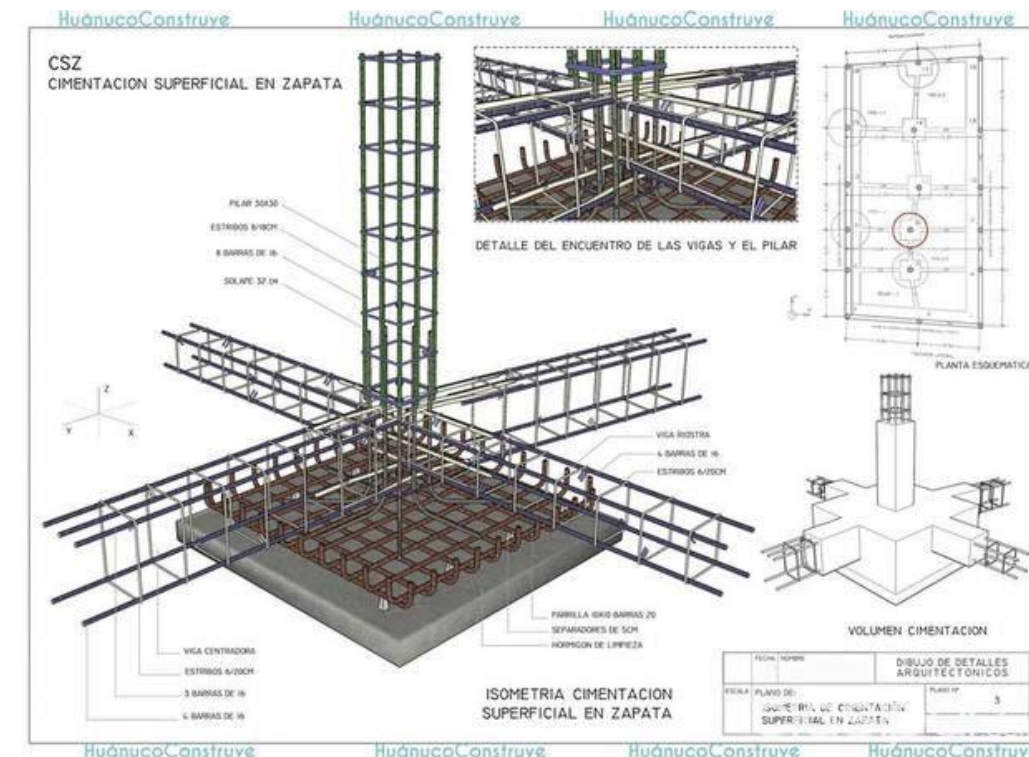 HuánucoConstruye HuánucoConstruye HuánucoConstruye HuánucoConstruye
CSZ
CIMENTACION SUPERFICIAL EN ZAPATA
PILAR 30X30
ESTRIBOS 8/18CM
8 BARRAS DE 16
SOLAPE 32 cm
DETALLE DEL ENCUENTRO DE LAS VIGAS Y EL PILAR
PLANTA ESQUEMATICA
Z
Y
X
VIGA RIOSTRA
4 BARRAS DE 16
ESTRIBOS 6/20CM
PARRILLA 10X10 BARRAS 20
SEPARADORES DE 5CM
HORMIGON DE LIMPIEZA
VIGA CENTRADORA
ESTRIBOS 6/20CM
3 BARRAS DE 16
4 BARRAS DE 16
ISOMETRIA CIMENTACION
SUPERFICIAL EN ZAPATA
VOLUMEN CIMENTACION
FECHA NOMBRE
DIBUJO DE DETALLES
ARQUITECTONICOS
ESCALA
PLANO DE:
ISOMETRIA DE CIMENTACIÓN
SUPERFICIAL EN ZAPATA
PLANO Nº
3
HuánucoConstruye HuánucoConstruye HuánucoConstruye HuánucoConstruye